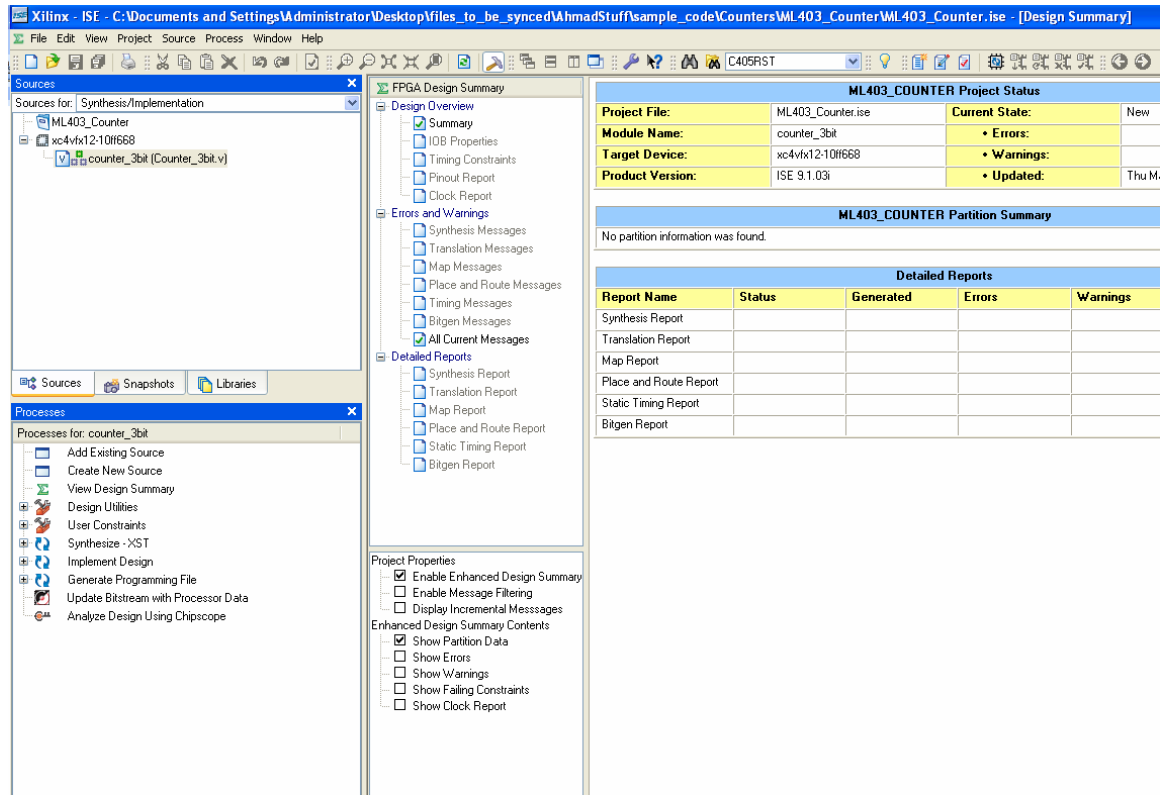 Xilinx - ISE - C:\Documents and Settings\Administrator\Desktop\files_to_be_synced\AhmadStuff\sample_code\Counters\ML403_Counter\ML403_Counter.ise - [Design Summary]
File Edit View Project Source Process Window Help
C405RST
Sources
Sources for: Synthesis/Implementation
ML403_Counter
xc4vfx12-10ff668
counter_3bit (Counter_3bit.v)
Sources Snapshots Libraries
Processes
Processes for: counter_3bit
Add Existing Source
Create New Source
View Design Summary
Design Utilities
User Constraints
Synthesize - XST
Implement Design
Generate Programming File
Update Bitstream with Processor Data
Analyze Design Using Chipscope
FPGA Design Summary
Design Overview
Summary
IOB Properties
Timing Constraints
Pinout Report
Clock Report
Errors and Warnings
Synthesis Messages
Translation Messages
Map Messages
Place and Route Messages
Timing Messages
Bitgen Messages
All Current Messages
Detailed Reports
Synthesis Report
Translation Report
Map Report
Place and Route Report
Static Timing Report
Bitgen Report
Project Properties
Enable Enhanced Design Summary
Enable Message Filtering
Display Incremental Messsages
Enhanced Design Summary Contents
Show Partition Data
Show Errors
Show Warnings
Show Failing Constraints
Show Clock Report
ML403_COUNTER Project Status
Project File: ML403_Counter.ise Current State: New
Module Name: counter_3bit • Errors:
Target Device: xc4vfx12-10ff668 • Warnings:
Product Version: ISE 9.1.03i • Updated: Thu
ML403_COUNTER Partition Summary
No partition information was found.
Detailed Reports
Report Name Status Generated Errors Warnings
Synthesis Report
Translation Report
Map Report
Place and Route Report
Static Timing Report
Bitgen Report